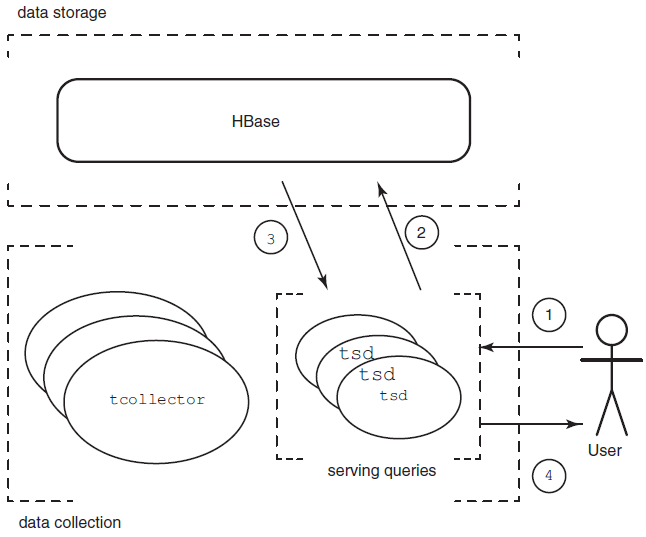 data storage
HBase
3
2
1
tsd
tsd
tsd
tcollector
User
serving queries
4
data collection